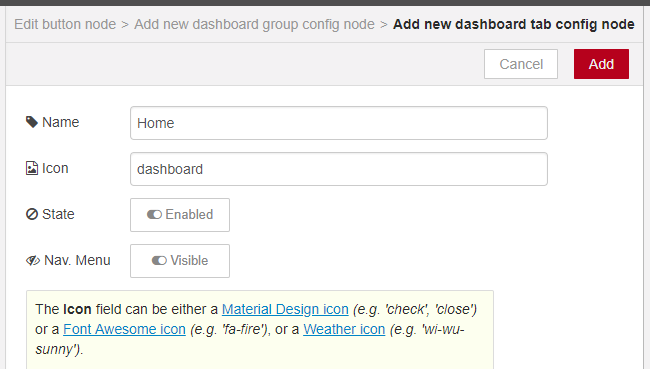 Edit button node > Add new dashboard group config node > Add new dashboard tab config node
Cancel Add
Name Home
Icon dashboard
State Enabled
Nav. Menu Visible
The Icon field can be either a Material Design icon (e.g. 'check', 'close')
or a Font Awesome icon (e.g. 'fa-fire'), or a Weather icon (e.g. 'wi-wu-
sunny').